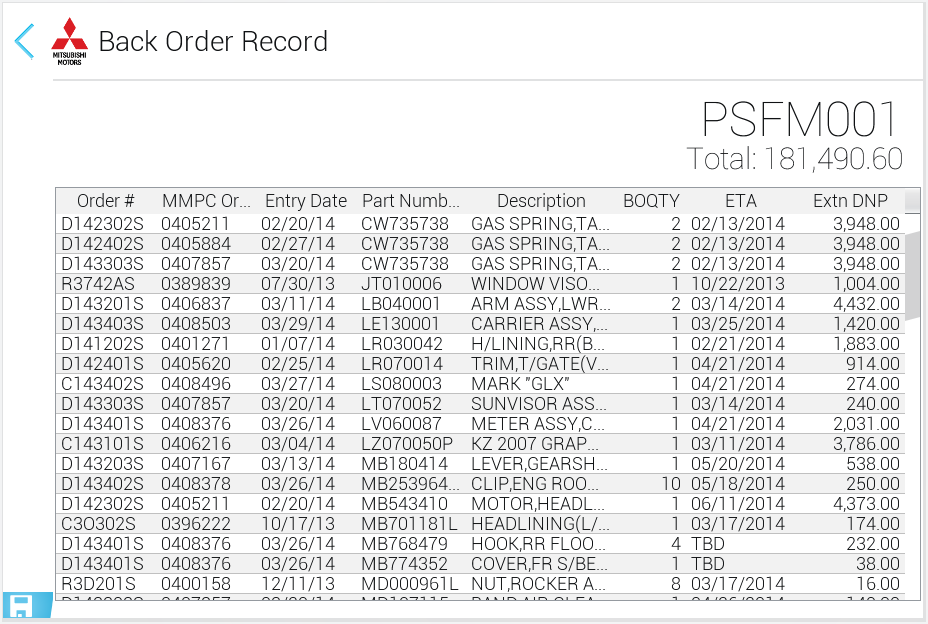 MITSUBISHI
MOTORS
Back Order Record
PSFM001
Total: 181,490.60
Order # MMPC Or... Entry Date Part Numb... Description BOQTY ETA Extn DNP
D142302S 0405211 02/20/14 CW735738 GAS SPRING,TA... 2 02/13/2014 3,948.00
D142402S 0405884 02/27/14 CW735738 GAS SPRING,TA... 2 02/13/2014 3,948.00
D143303S 0407857 03/20/14 CW735738 GAS SPRING,TA... 2 02/13/2014 3,948.00
R3742AS 0389839 07/30/13 JT010006 WINDOW VISO... 1 10/22/2013 1,004.00
D143201S 0406837 03/11/14 LB040001 ARM ASSY,LWR... 2 03/14/2014 4,432.00
D143403S 0408503 03/29/14 LE130001 CARRIER ASSY,... 1 03/25/2014 1,420.00
D141202S 0401271 01/07/14 LR030042 H/LINING,RR(B... 1 02/21/2014 1,883.00
D142401S 0405620 02/25/14 LR070014 TRIM,T/GATE(V... 1 04/21/2014 914.00
C143402S 0408496 03/27/14 LS080003 MARK "GLX" 1 04/21/2014 274.00
D143303S 0407857 03/20/14 LT070052 SUNVISOR ASS... 1 03/14/2014 240.00
D143401S 0408376 03/26/14 LV060087 METER ASSY,C... 1 04/21/2014 2,031.00
C143101S 0406216 03/04/14 LZ070050P KZ 2007 GRAP... 1 03/11/2014 3,786.00
D143203S 0407167 03/13/14 MB180414 LEVER,GEARSH... 1 05/20/2014 538.00
D143402S 0408378 03/26/14 MB253964... CLIP,ENG ROO... 10 05/18/2014 250.00
D142302S 0405211 02/20/14 MB543410 MOTOR,HEADL... 1 06/11/2014 4,373.00
C3O302S 0396222 10/17/13 MB701181L HEADLINING(L/... 1 03/17/2014 174.00
D143401S 0408376 03/26/14 MB768479 HOOK,RR FLOO... 4 TBD 232.00
D143401S 0408376 03/26/14 MB774352 COVER,FR S/BE... 1 TBD 38.00
R3D201S 0400158 12/11/13 MD000961L NUT,ROCKER A... 8 03/17/2014 16.00